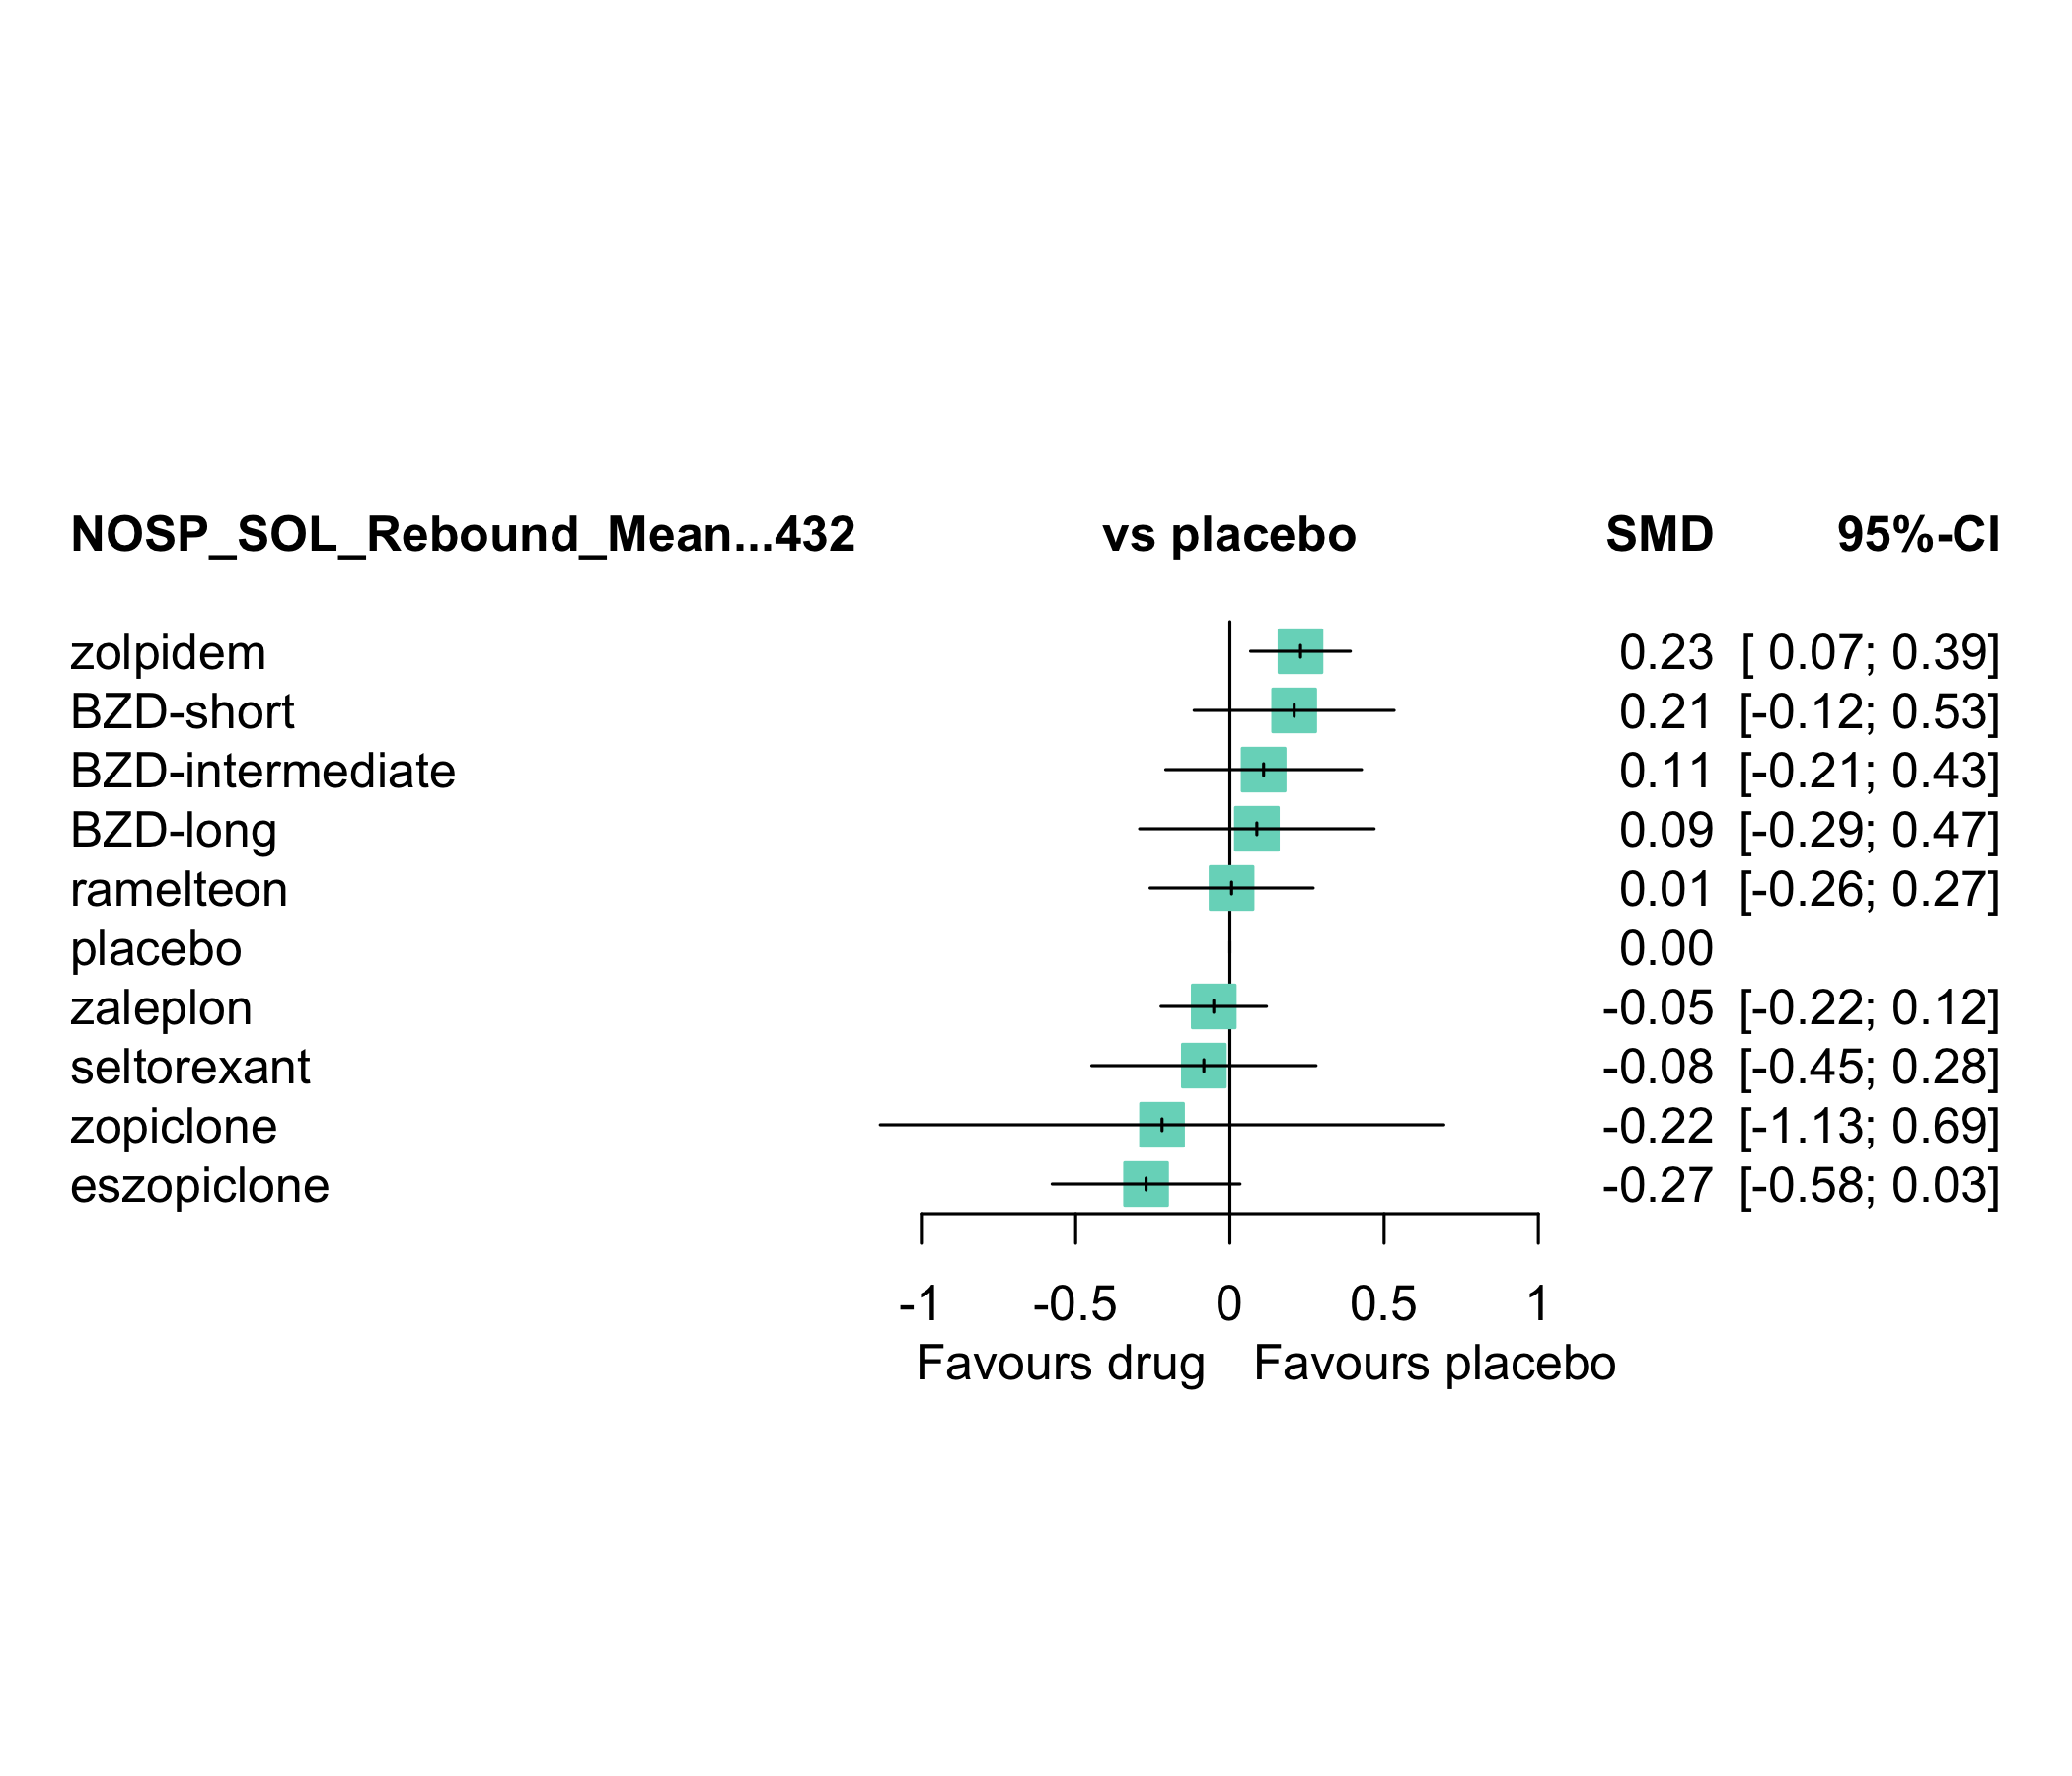 NOSP_SOL_Rebound_Mean...432 vs placebo SMD 95%-CI
zolpidem 0.23 [ 0.07; 0.39]
BZD-short 0.21 [-0.12; 0.53]
BZD-intermediate 0.11 [-0.21; 0.43]
BZD-long 0.09 [-0.29; 0.47]
ramelteon 0.01 [-0.26; 0.27]
placebo 0.00
zaleplon -0.05 [-0.22; 0.12]
seltorexant -0.08 [-0.45; 0.28]
zopiclone -0.22 [-1.13; 0.69]
eszopiclone -0.27 [-0.58; 0.03]
-1 -0.5 0 0.5 1
Favours drug Favours placebo